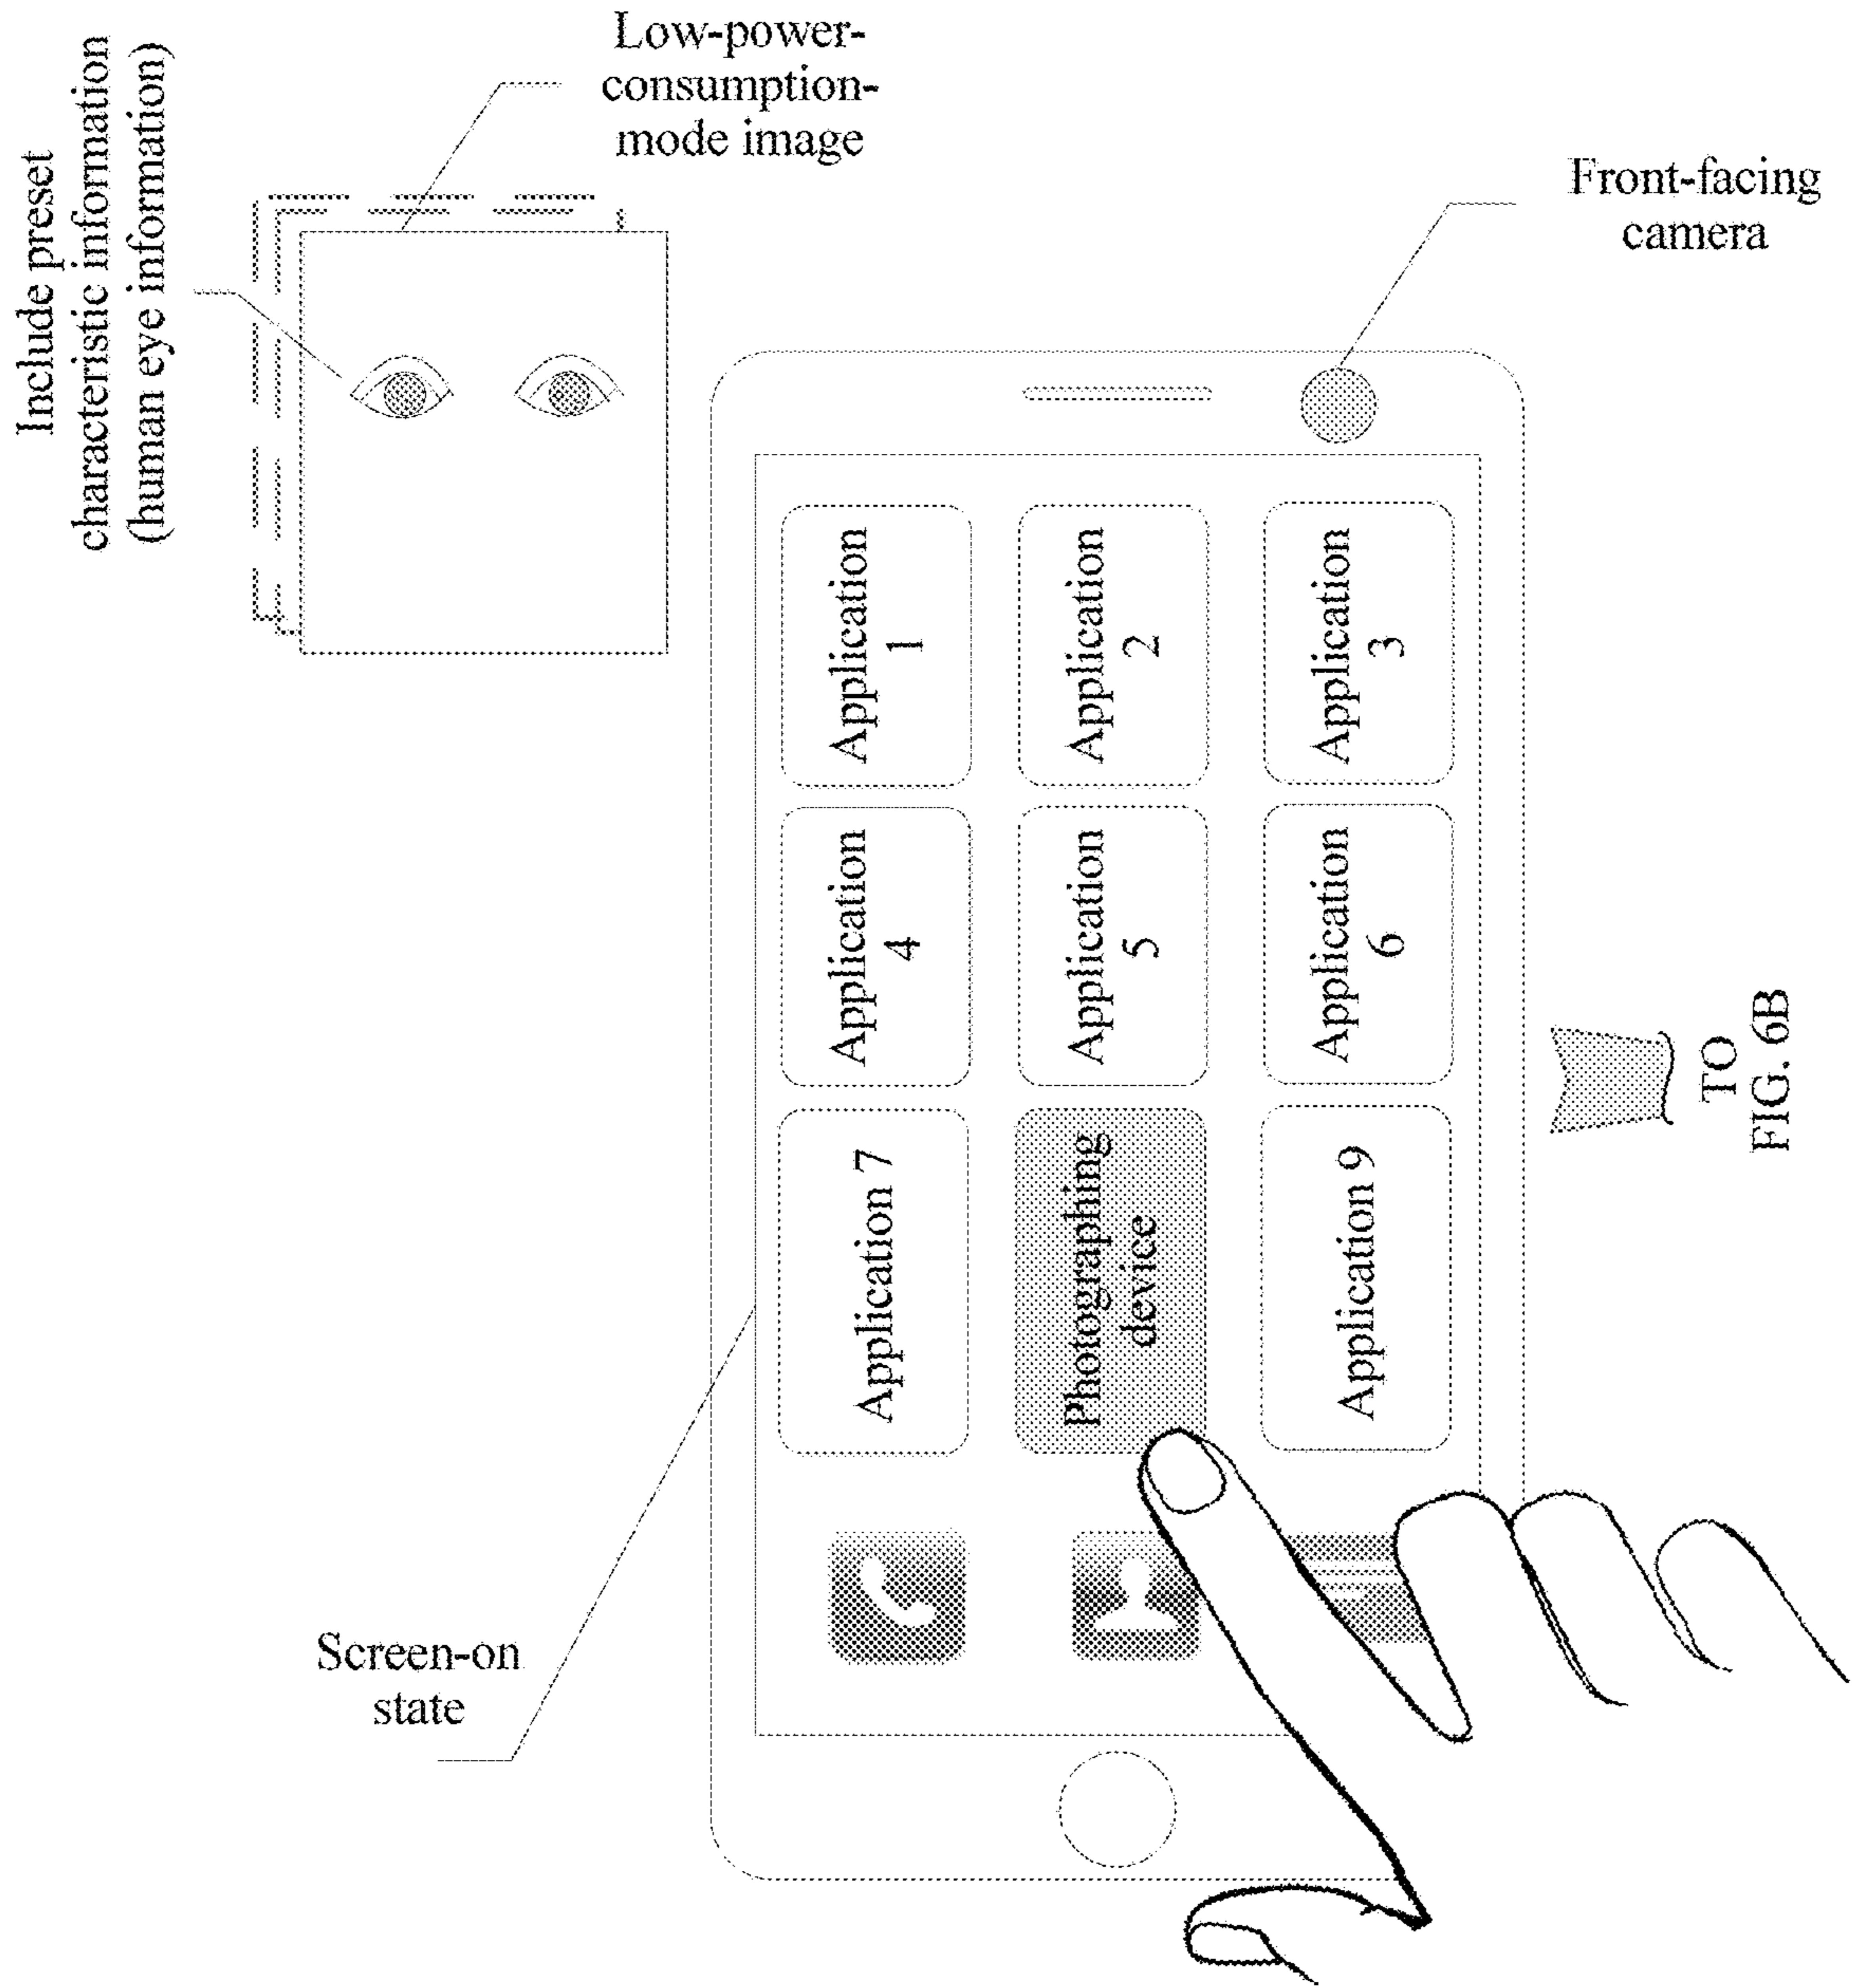 Include preset
characteristic information
(human eye information)
Low-power-
consumption-
mode image
Front-facing
camera
Screen-on
state
Application
1
Application
2
Application
3
Application
4
Application
5
Application
6
Application 7
Photographing
device
Application 9
TO
FIG. 6B